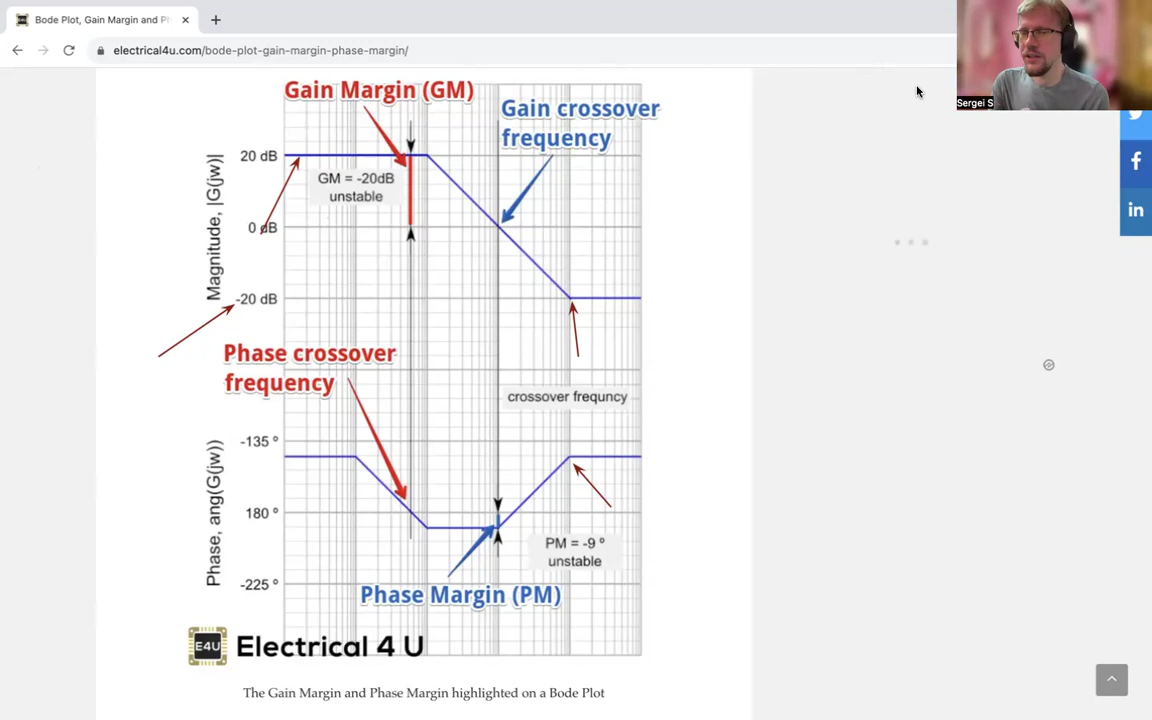 Bode Plot, Gain Margin and Ph
electrical4u.com/bode-plot-gain-margin-phase-margin/
Sergei S
Gain Margin (GM)
Gain crossover
frequency
Magnitude, |G(jw)|
20 dB
0 dB
-20 dB
GM = -20dB
unstable
Phase crossover
frequency
crossover frequncy
Phase, ang(G(jw))
-135 °
180 °
-225 °
PM = -9 °
unstable
Phase Margin (PM)
E4U
Electrical 4 U
The Gain Margin and Phase Margin highlighted on a Bode Plot